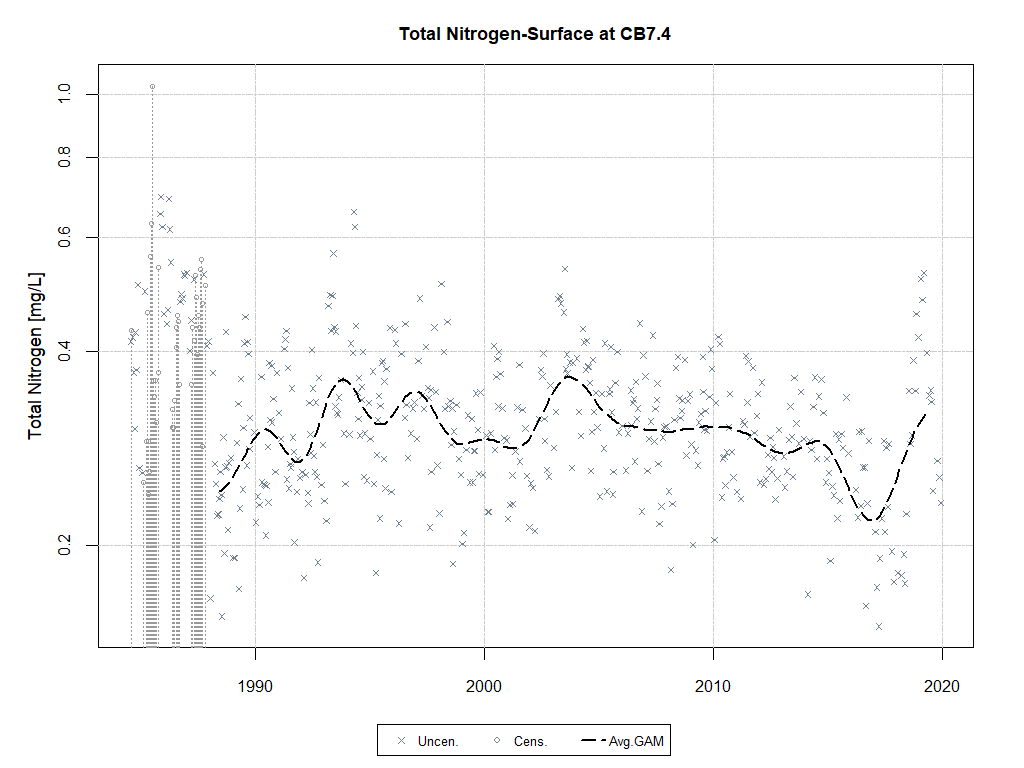 Total Nitrogen-Surface at CB7.4
Total Nitrogen [mg/L]
1.0
0.8
0.6
0.4
0.2
1990 2000 2010 2020
Uncen. Cens. Avg.GAM